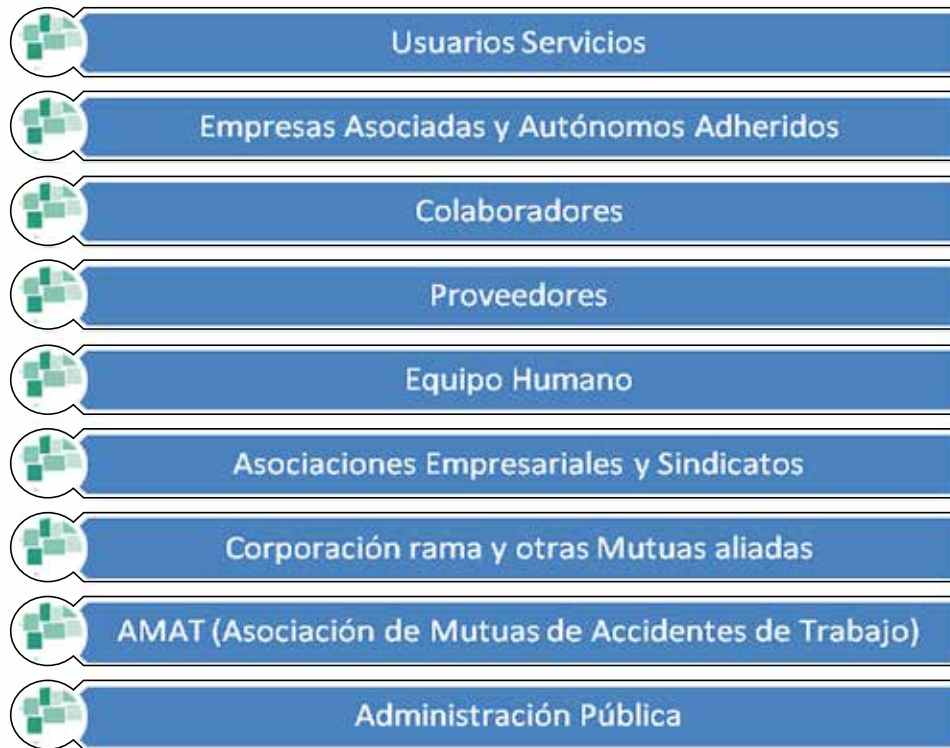 Usuarios Servicios
Empresas Asociadas y Autónomos Adheridos
Colaboradores
Proveedores
Equipo Humano
Asociaciones Empresariales y Sindicatos
Corporación rama y otras Mutuas aliadas
AMAT (Asociación de Mutuas de Accidentes de Trabajo)
Administración Pública